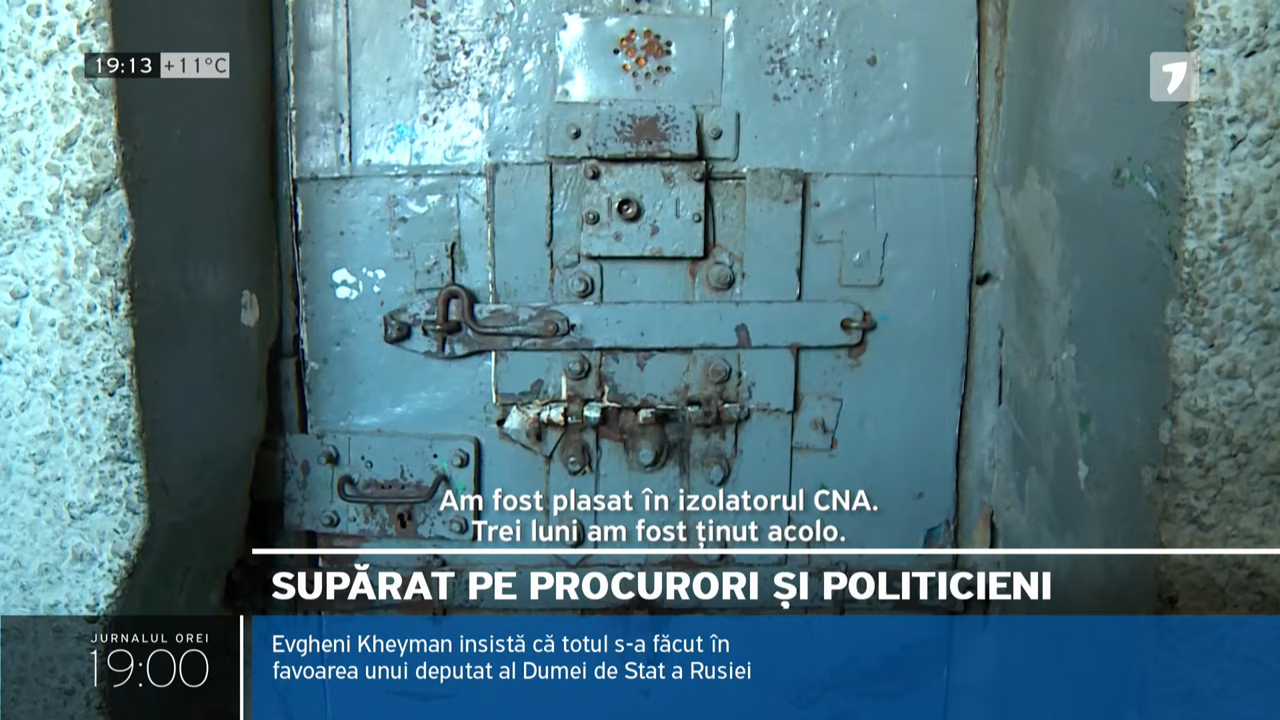 19:13 +11°C
Am fost plasat în izolatorul CNA.
Trei luni am fost ținut acolo.
SUPĂRAT PE PROCURORI ȘI POLITICIENI
JURNALUL OREI
19:00
Evgheni Kheyman insistă că totul s-a făcut în
favoarea unui deputat al Dumei de Stat a Rusiei